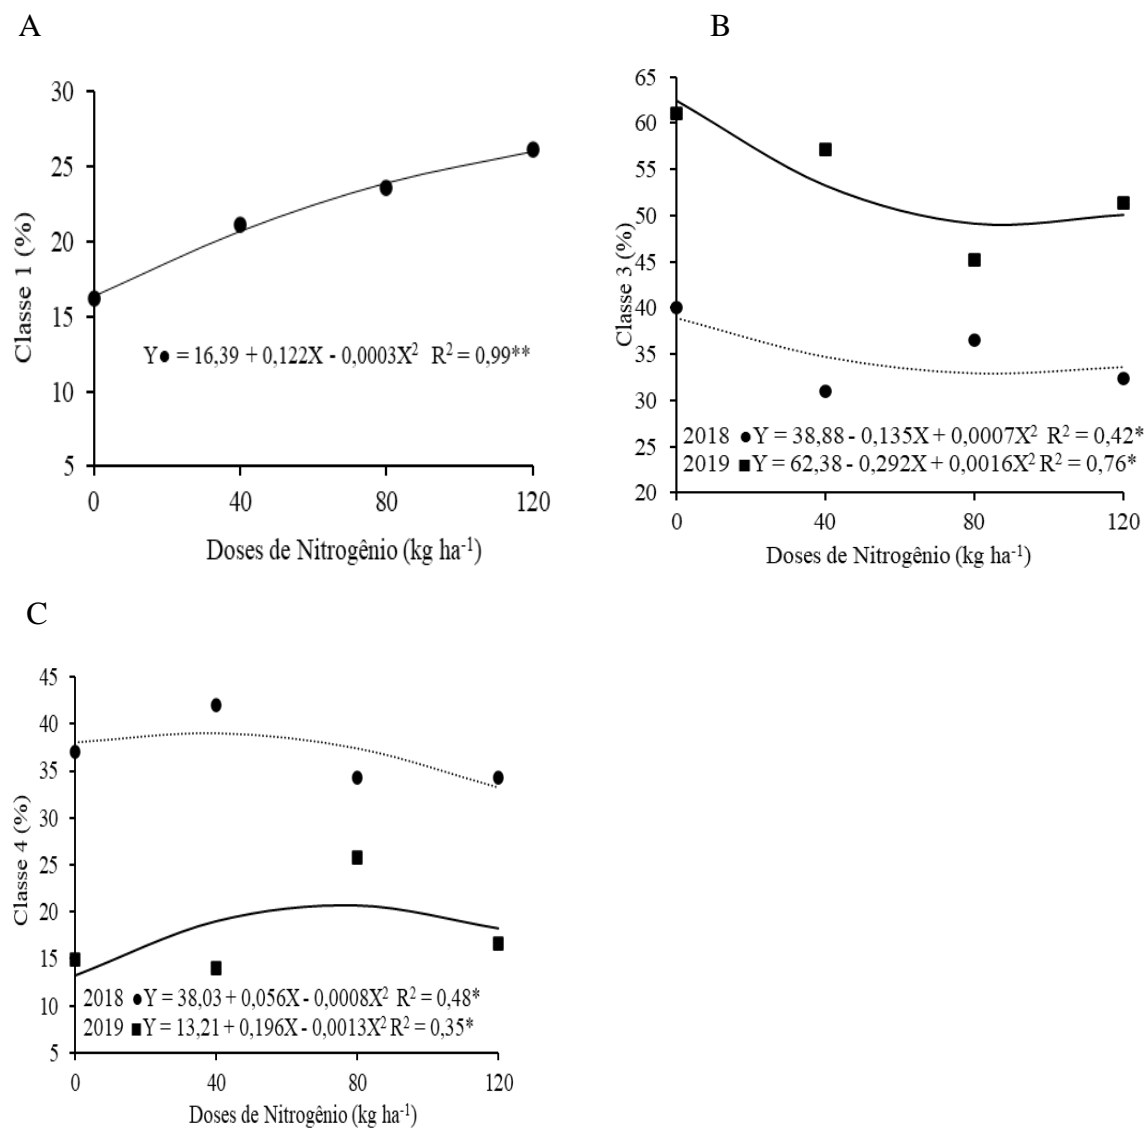 A
30
25
20
15
10
5
Classe 1 (%)
Y● = 16,39 + 0,122X - 0,0003X² R² = 0,99**
0 40 80 120
Doses de Nitrogênio (kg ha⁻¹)
B
65
60
55
50
45
40
35
30
25
20
Classe 3 (%)
2018 ●Y = 38,88 - 0,135X + 0,0007X² R² = 0,42*
2019 ■Y = 62,38 - 0,292X + 0,0016X² R² = 0,76*
0 40 80 120
Doses de Nitrogênio (kg ha⁻¹)
C
45
40
35
30
25
20
15
10
5
Classe 4 (%)
2018 ●Y = 38,03 + 0,056X - 0,0008X² R² = 0,48*
2019 ■Y = 13,21 + 0,196X - 0,0013X² R² = 0,35*
0 40 80 120
Doses de Nitrogênio (kg ha⁻¹)